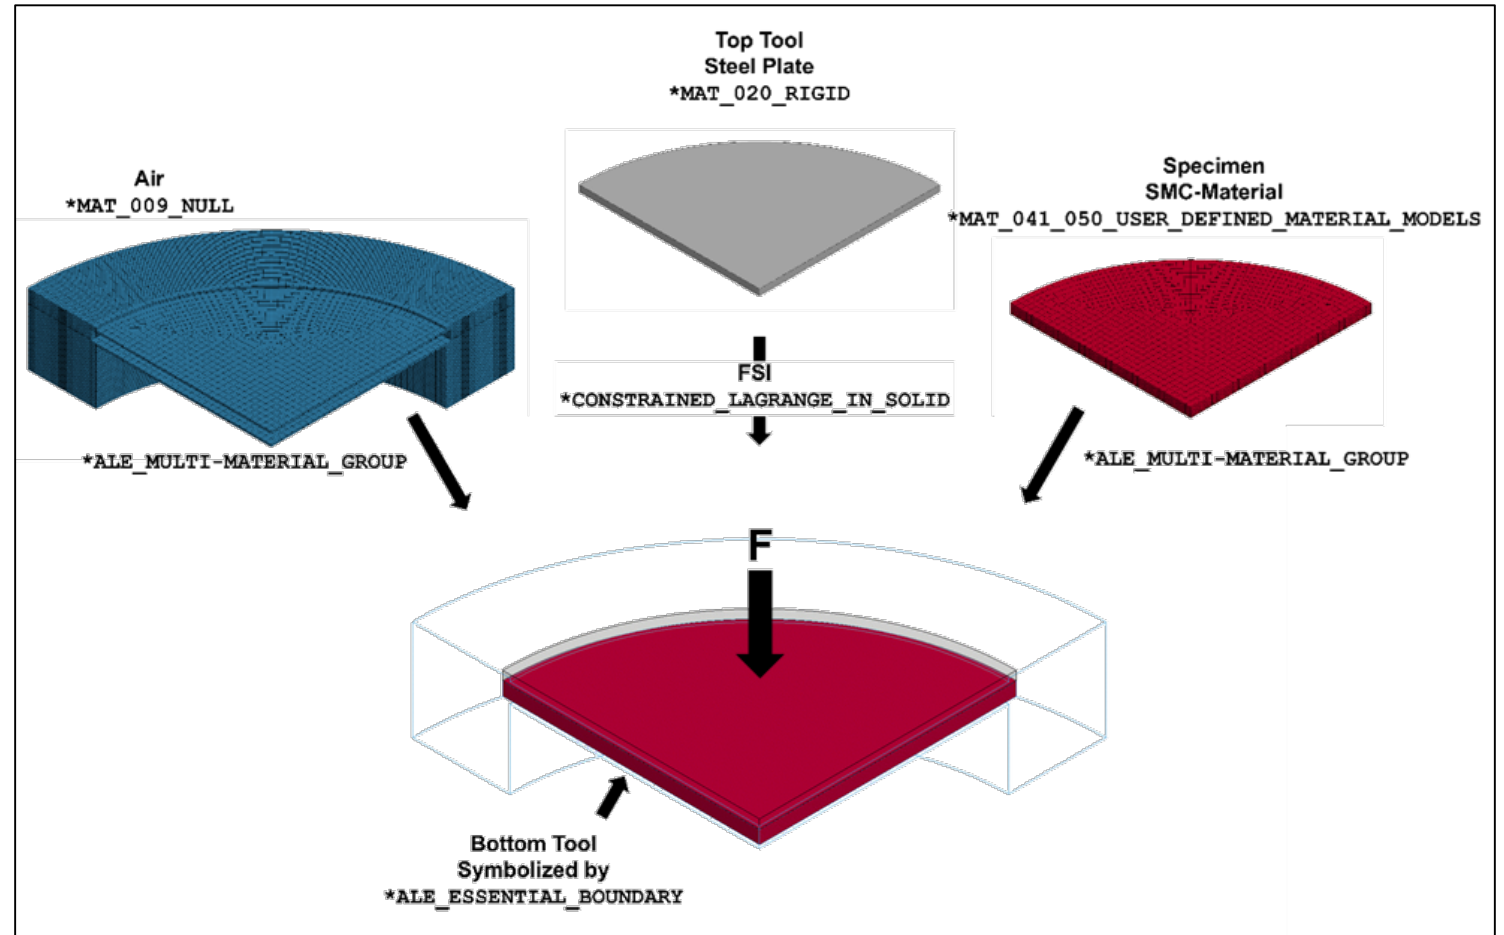 Top Tool
Steel Plate
*MAT_020_RIGID
Air
*MAT_009_NULL
Specimen
SMC-Material
*MAT_041_050_USER_DEFINED_MATERIAL_MODELS
FSI
*CONSTRAINED_LAGRANGE_IN_SOLID
*ALE_MULTI-MATERIAL_GROUP
*ALE_MULTI-MATERIAL_GROUP
F
Bottom Tool
Symbolized by
*ALE_ESSENTIAL_BOUNDARY